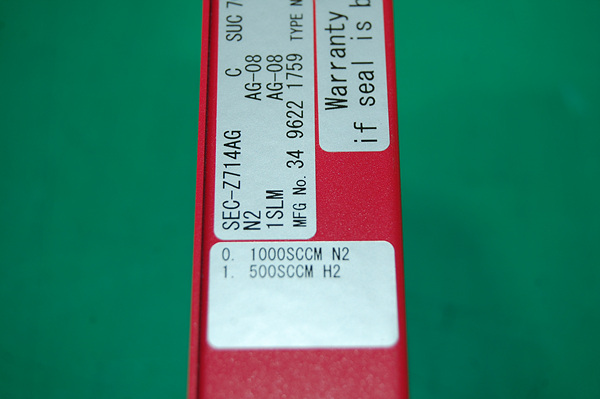 SEC-Z714AG C SUC 7
N2 AG-08
1SLM AG-08
MFG No. 34 9622 1759 TYPE N
Warranty
if seal is b
0. 1000SCCM N2
1. 500SCCM H2